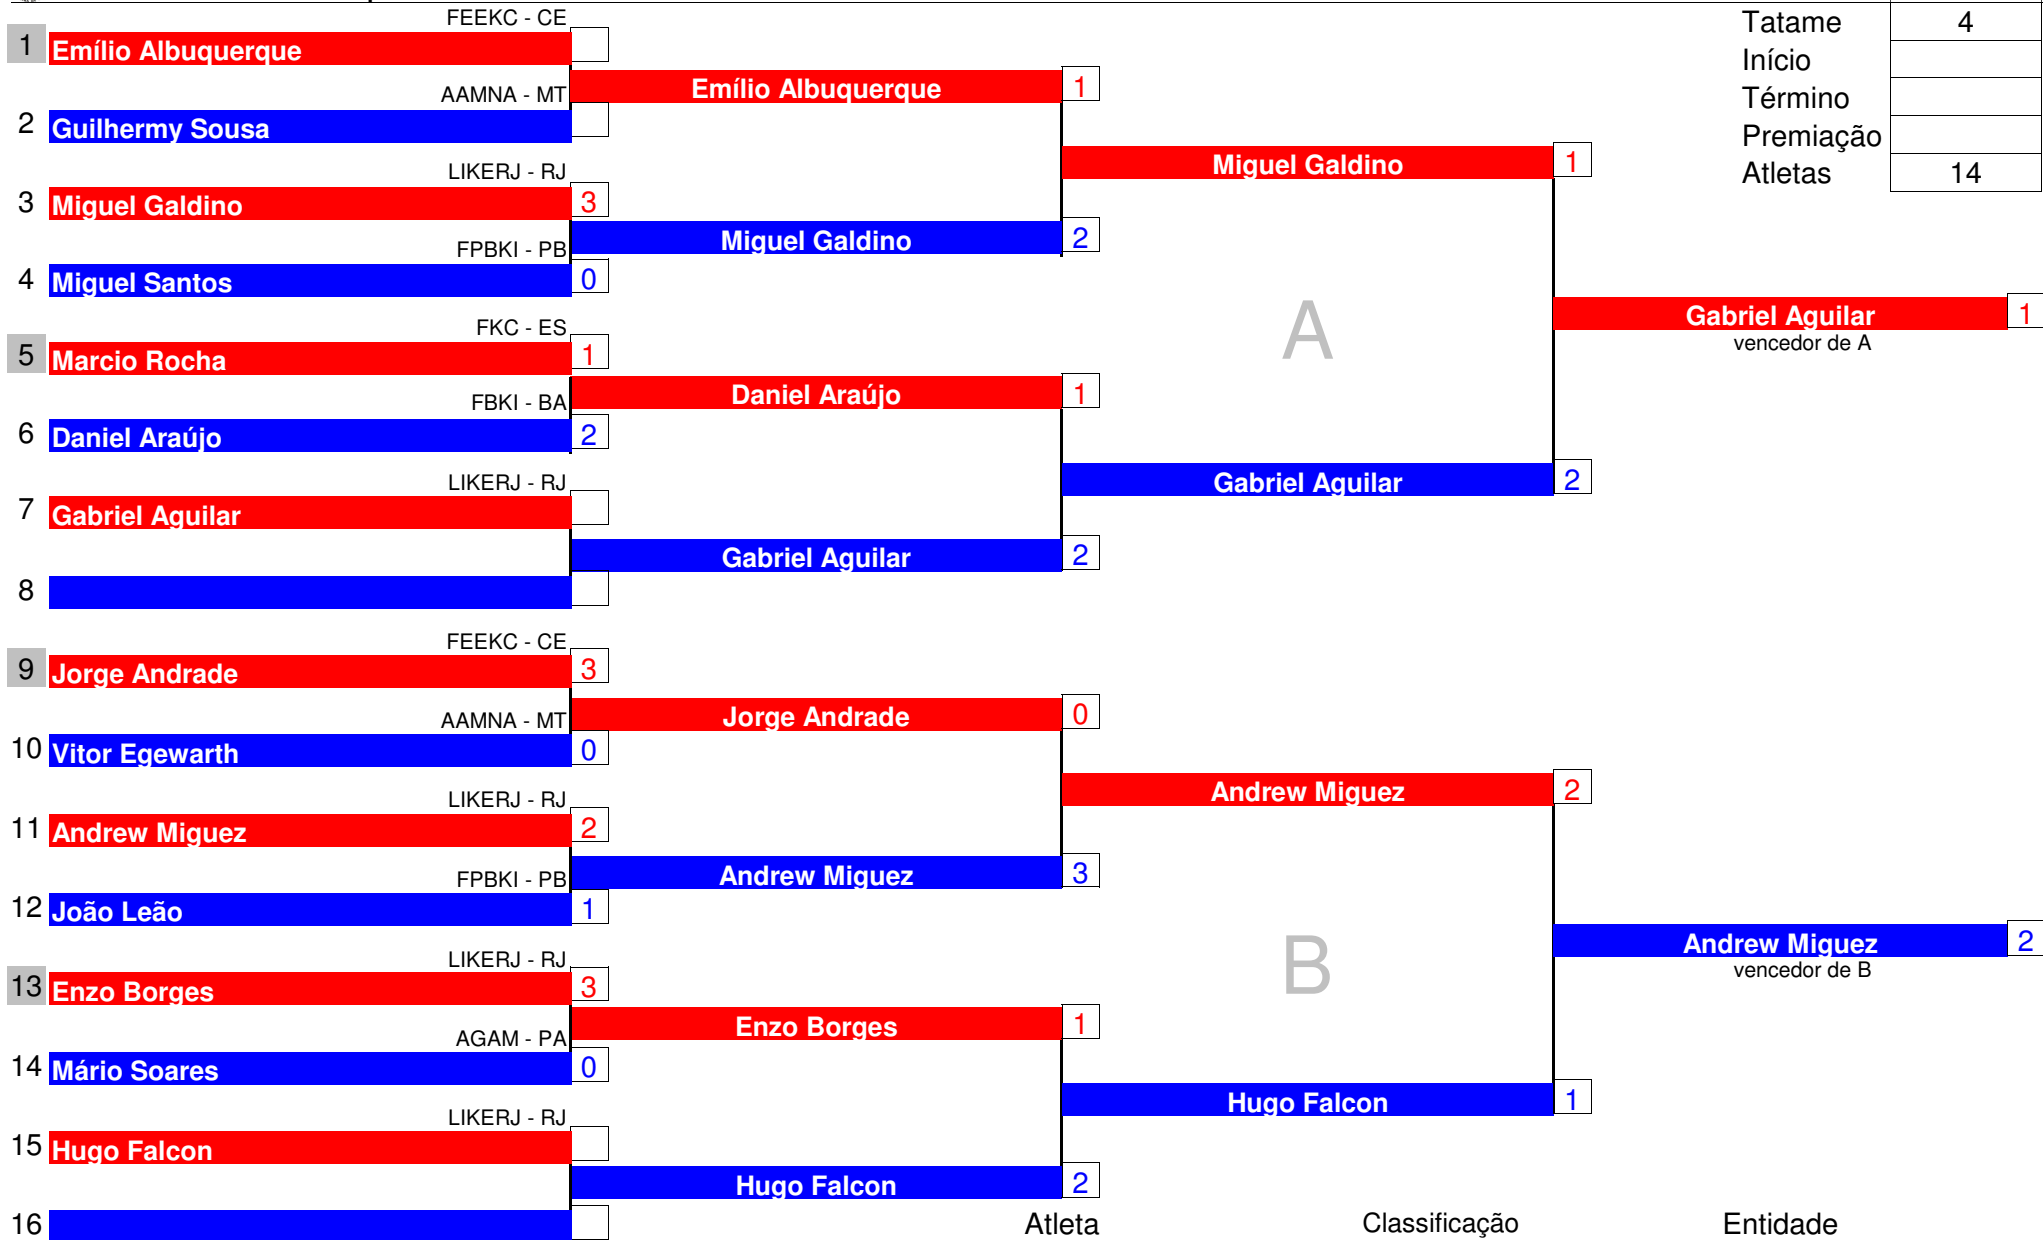 FEEKC - CE
1 Emílio Albuquerque
AAMNA - MT
2 Guilhermy Sousa
LIKERJ - RJ
3 Miguel Galdino 3
FPBKI - PB
4 Miguel Santos 0
FKC - ES
5 Marcio Rocha 1
FBKI - BA
6 Daniel Araújo 2
LIKERJ - RJ
7 Gabriel Aguilar
8
FEEKC - CE
9 Jorge Andrade 3
AAMNA - MT
10 Vitor Egewarth 0
LIKERJ - RJ
11 Andrew Miguez 2
FPBKI - PB
12 João Leão 1
LIKERJ - RJ
13 Enzo Borges 3
AGAM - PA
14 Mário Soares 0
LIKERJ - RJ
15 Hugo Falcon
16
Emílio Albuquerque 1
Miguel Galdino 2
Daniel Araújo 1
Gabriel Aguilar 2
Jorge Andrade 0
Andrew Miguez 3
Enzo Borges 1
Hugo Falcon 2
Miguel Galdino 1
A
Gabriel Aguilar 2
Andrew Miguez 2
B
Hugo Falcon 1
Tatame 4
Início
Término
Premiação
Atletas 14
Gabriel Aguilar 1
vencedor de A
Andrew Miguez 2
vencedor de B
Atleta Classificação Entidade